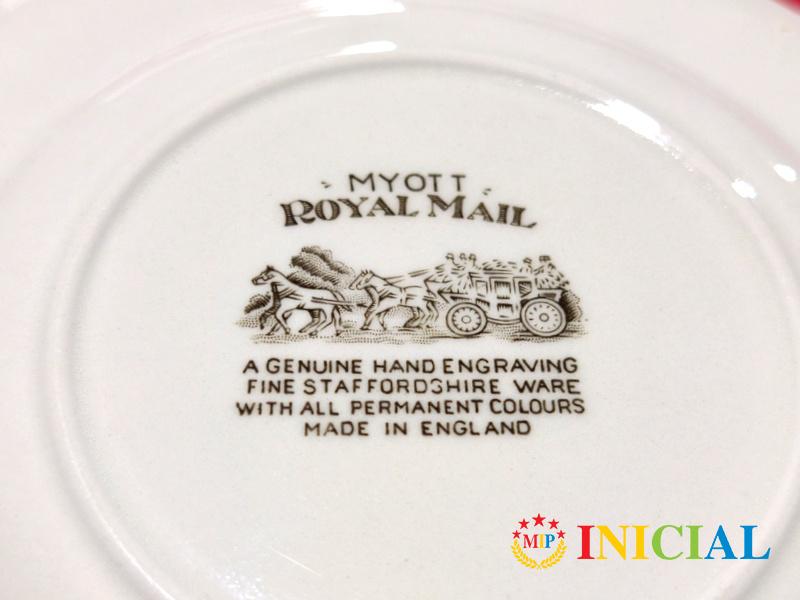 MYOTT
ROYAL MAIL
A GENUINE HAND ENGRAVING
FINE STAFFORDSHIRE WARE
WITH ALL PERMANENT COLOURS
MADE IN ENGLAND
MIP INICIAL